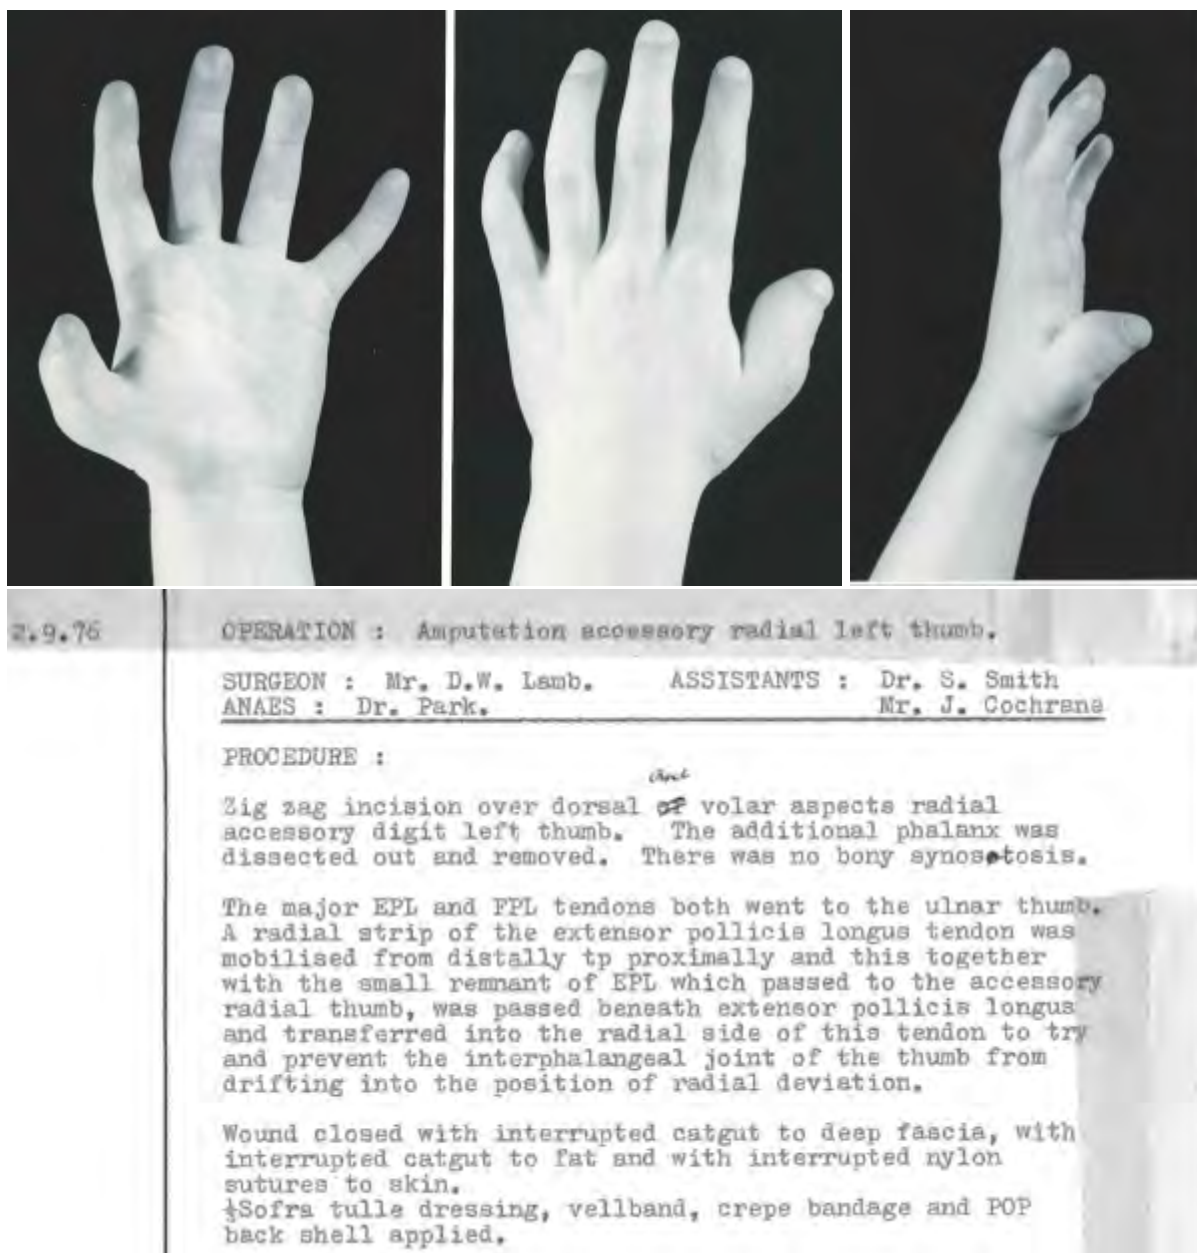 2.9.76
OPERATION : Amputation accessory radial left thumb.
SURGEON : Mr. D.W. Lamb. ASSISTANTS : Dr. S. Smith
ANAES : Dr. Park. Mr. J. Cochrane
PROCEDURE :
and
Zig zag incision over dorsal of volar aspects radial
accessory digit left thumb. The additional phalanx was
dissected out and removed. There was no bony synostosis.
The major EPL and FPL tendons both went to the ulnar thumb.
A radial strip of the extensor pollicis longus tendon was
mobilised from distally tp proximally and this together
with the small remnant of EPL which passed to the accessory
radial thumb, was passed beneath extensor pollicis longus
and transferred into the radial side of this tendon to try
and prevent the interphalangeal joint of the thumb from
drifting into the position of radial deviation.
Wound closed with interrupted catgut to deep fascia, with
interrupted catgut to fat and with interrupted nylon
sutures to skin.
½Sofra tulle dressing, vellband, crepe bandage and POP
back shell applied.